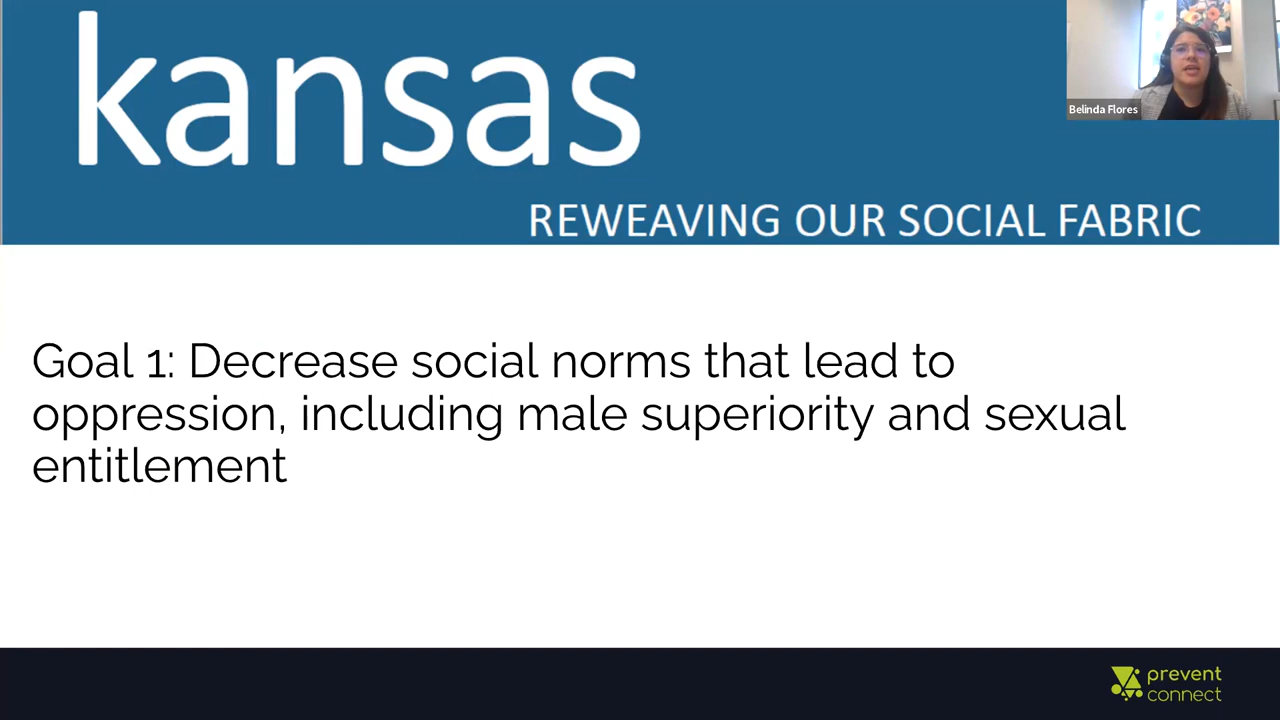 kansas
Belinda Flores
REWEAVING OUR SOCIAL FABRIC
Goal 1: Decrease social norms that lead to
oppression, including male superiority and sexual
entitlement
prevent
connect